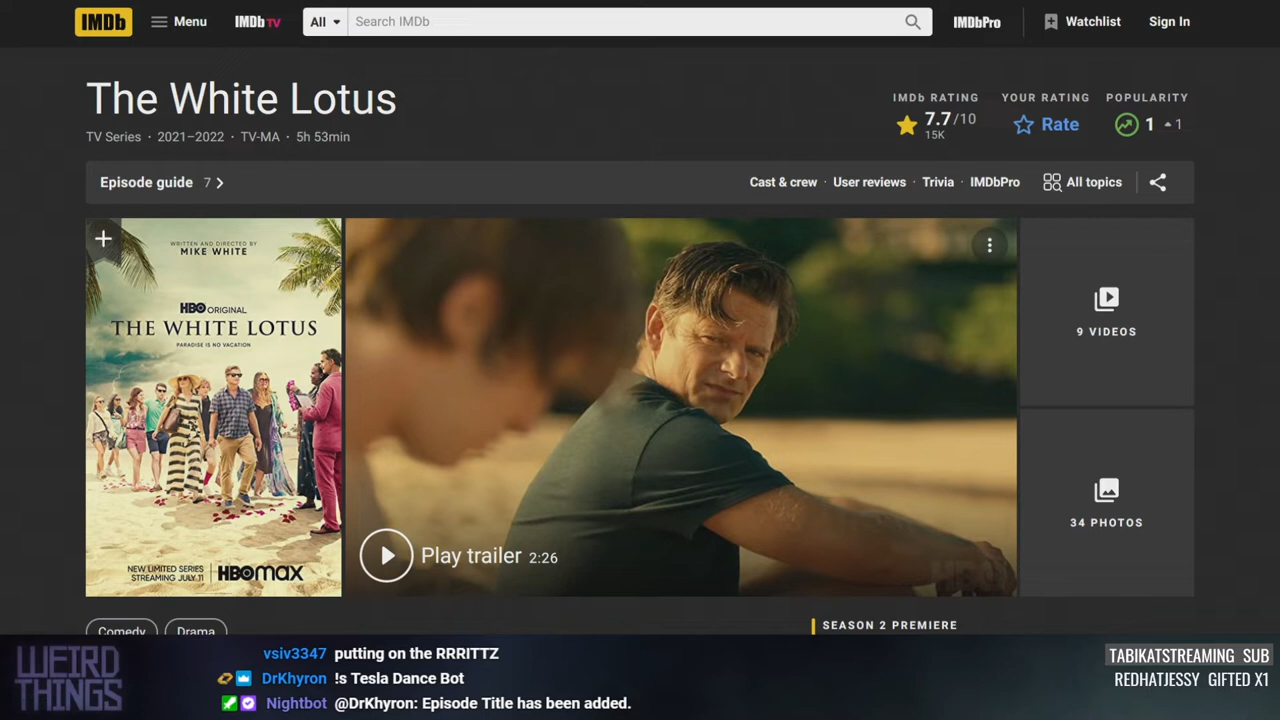 IMDb
Menu
IMDb TV
All
Search IMDb
IMDbPro
Watchlist
Sign In
The White Lotus
TV Series · 2021–2022 · TV-MA · 5h 53min
IMDb RATING
7.7/10
15K
YOUR RATING
Rate
POPULARITY
1
1
Episode guide 7
Cast & crew · User reviews · Trivia · IMDbPro
All topics
WRITTEN AND DIRECTED BY
MIKE WHITE
HBO ORIGINAL
THE WHITE LOTUS
PARADISE IS NO VACATION
NEW LIMITED SERIES
STREAMING JULY 11
HBOMAX
Play trailer 2:26
HBO
9 VIDEOS
34 PHOTOS
Comedy
Drama
SEASON 2 PREMIERE
WEIRD
THINGS
vsiv3347 putting on the RRRITTZ
DrKhyron !s Tesla Dance Bot
Nightbot @DrKhyron: Episode Title has been added.
TABIKATSTREAMING SUB
REDHATJESSY GIFTED X1